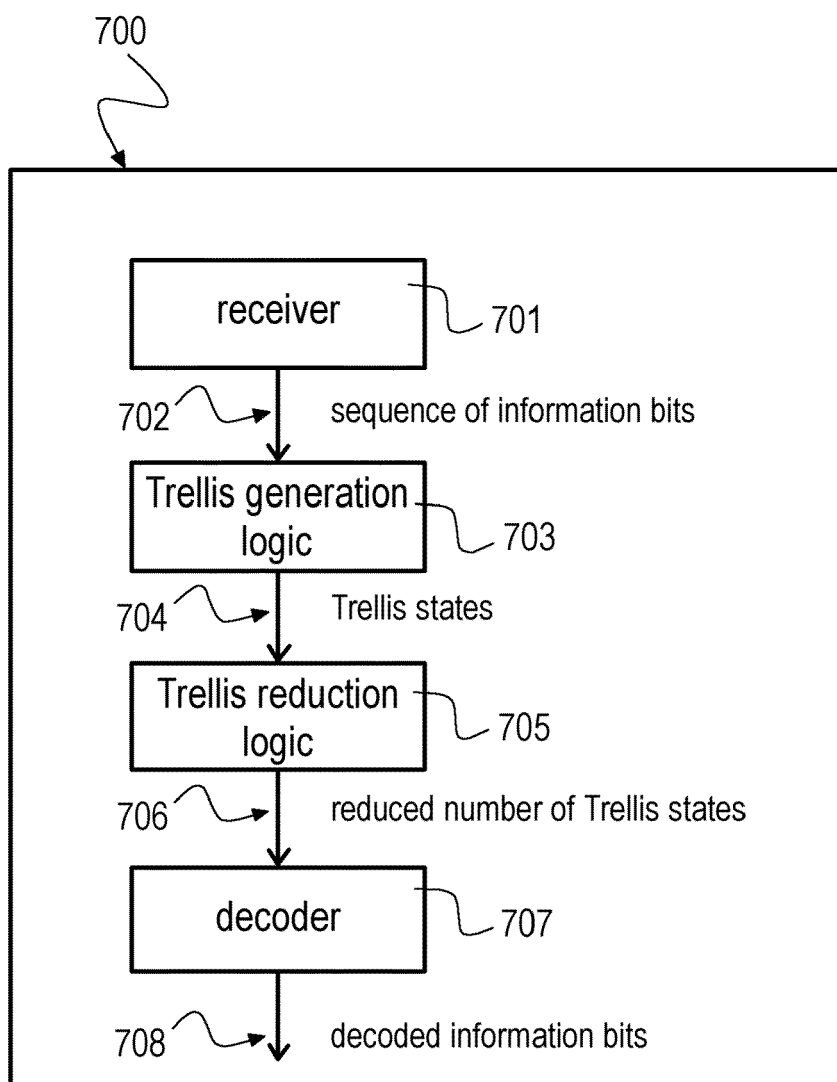 700
receiver
701
702
sequence of information bits
Trellis generation
logic
703
704
Trellis states
Trellis reduction
logic
705
706
reduced number of Trellis states
decoder
707
708
decoded information bits